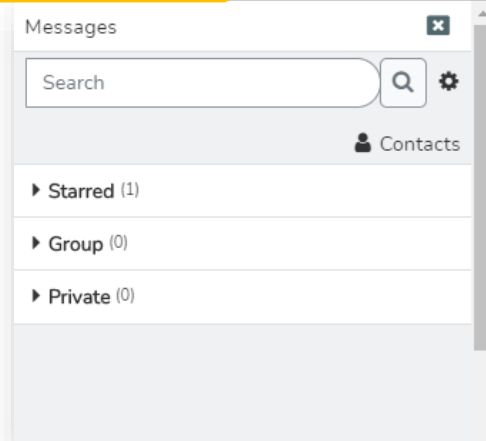 Messages
Search
Contacts
Starred (1)
Group (0)
Private (0)